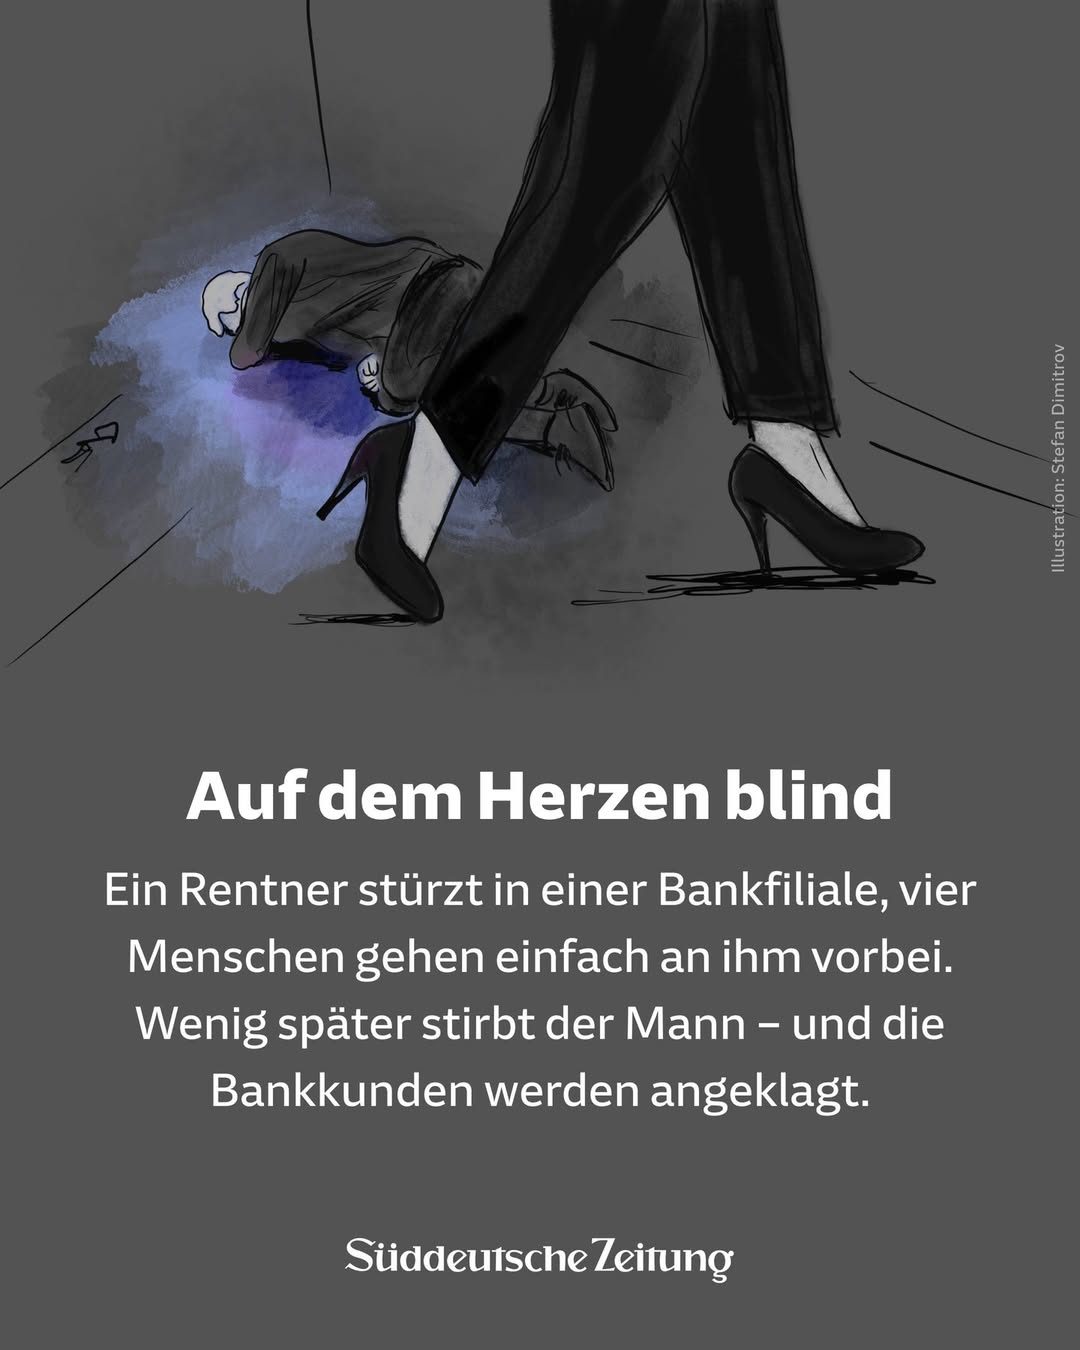 Illustration: Stefan Dimitrov
Auf dem Herzen blind
Ein Rentner stürzt in einer Bankfiliale, vier
Menschen gehen einfach an ihm vorbei.
Wenig später stirbt der Mann – und die
Bankkunden werden angeklagt.
Süddeutsche Zeitung